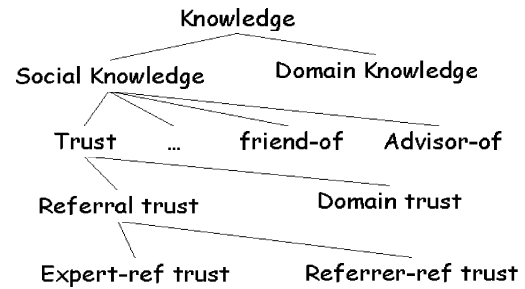 Knowledge
Social Knowledge Domain Knowledge
Trust ... friend-of Advisor-of
Referral trust Domain trust
Expert-ref trust Referrer-ref trust